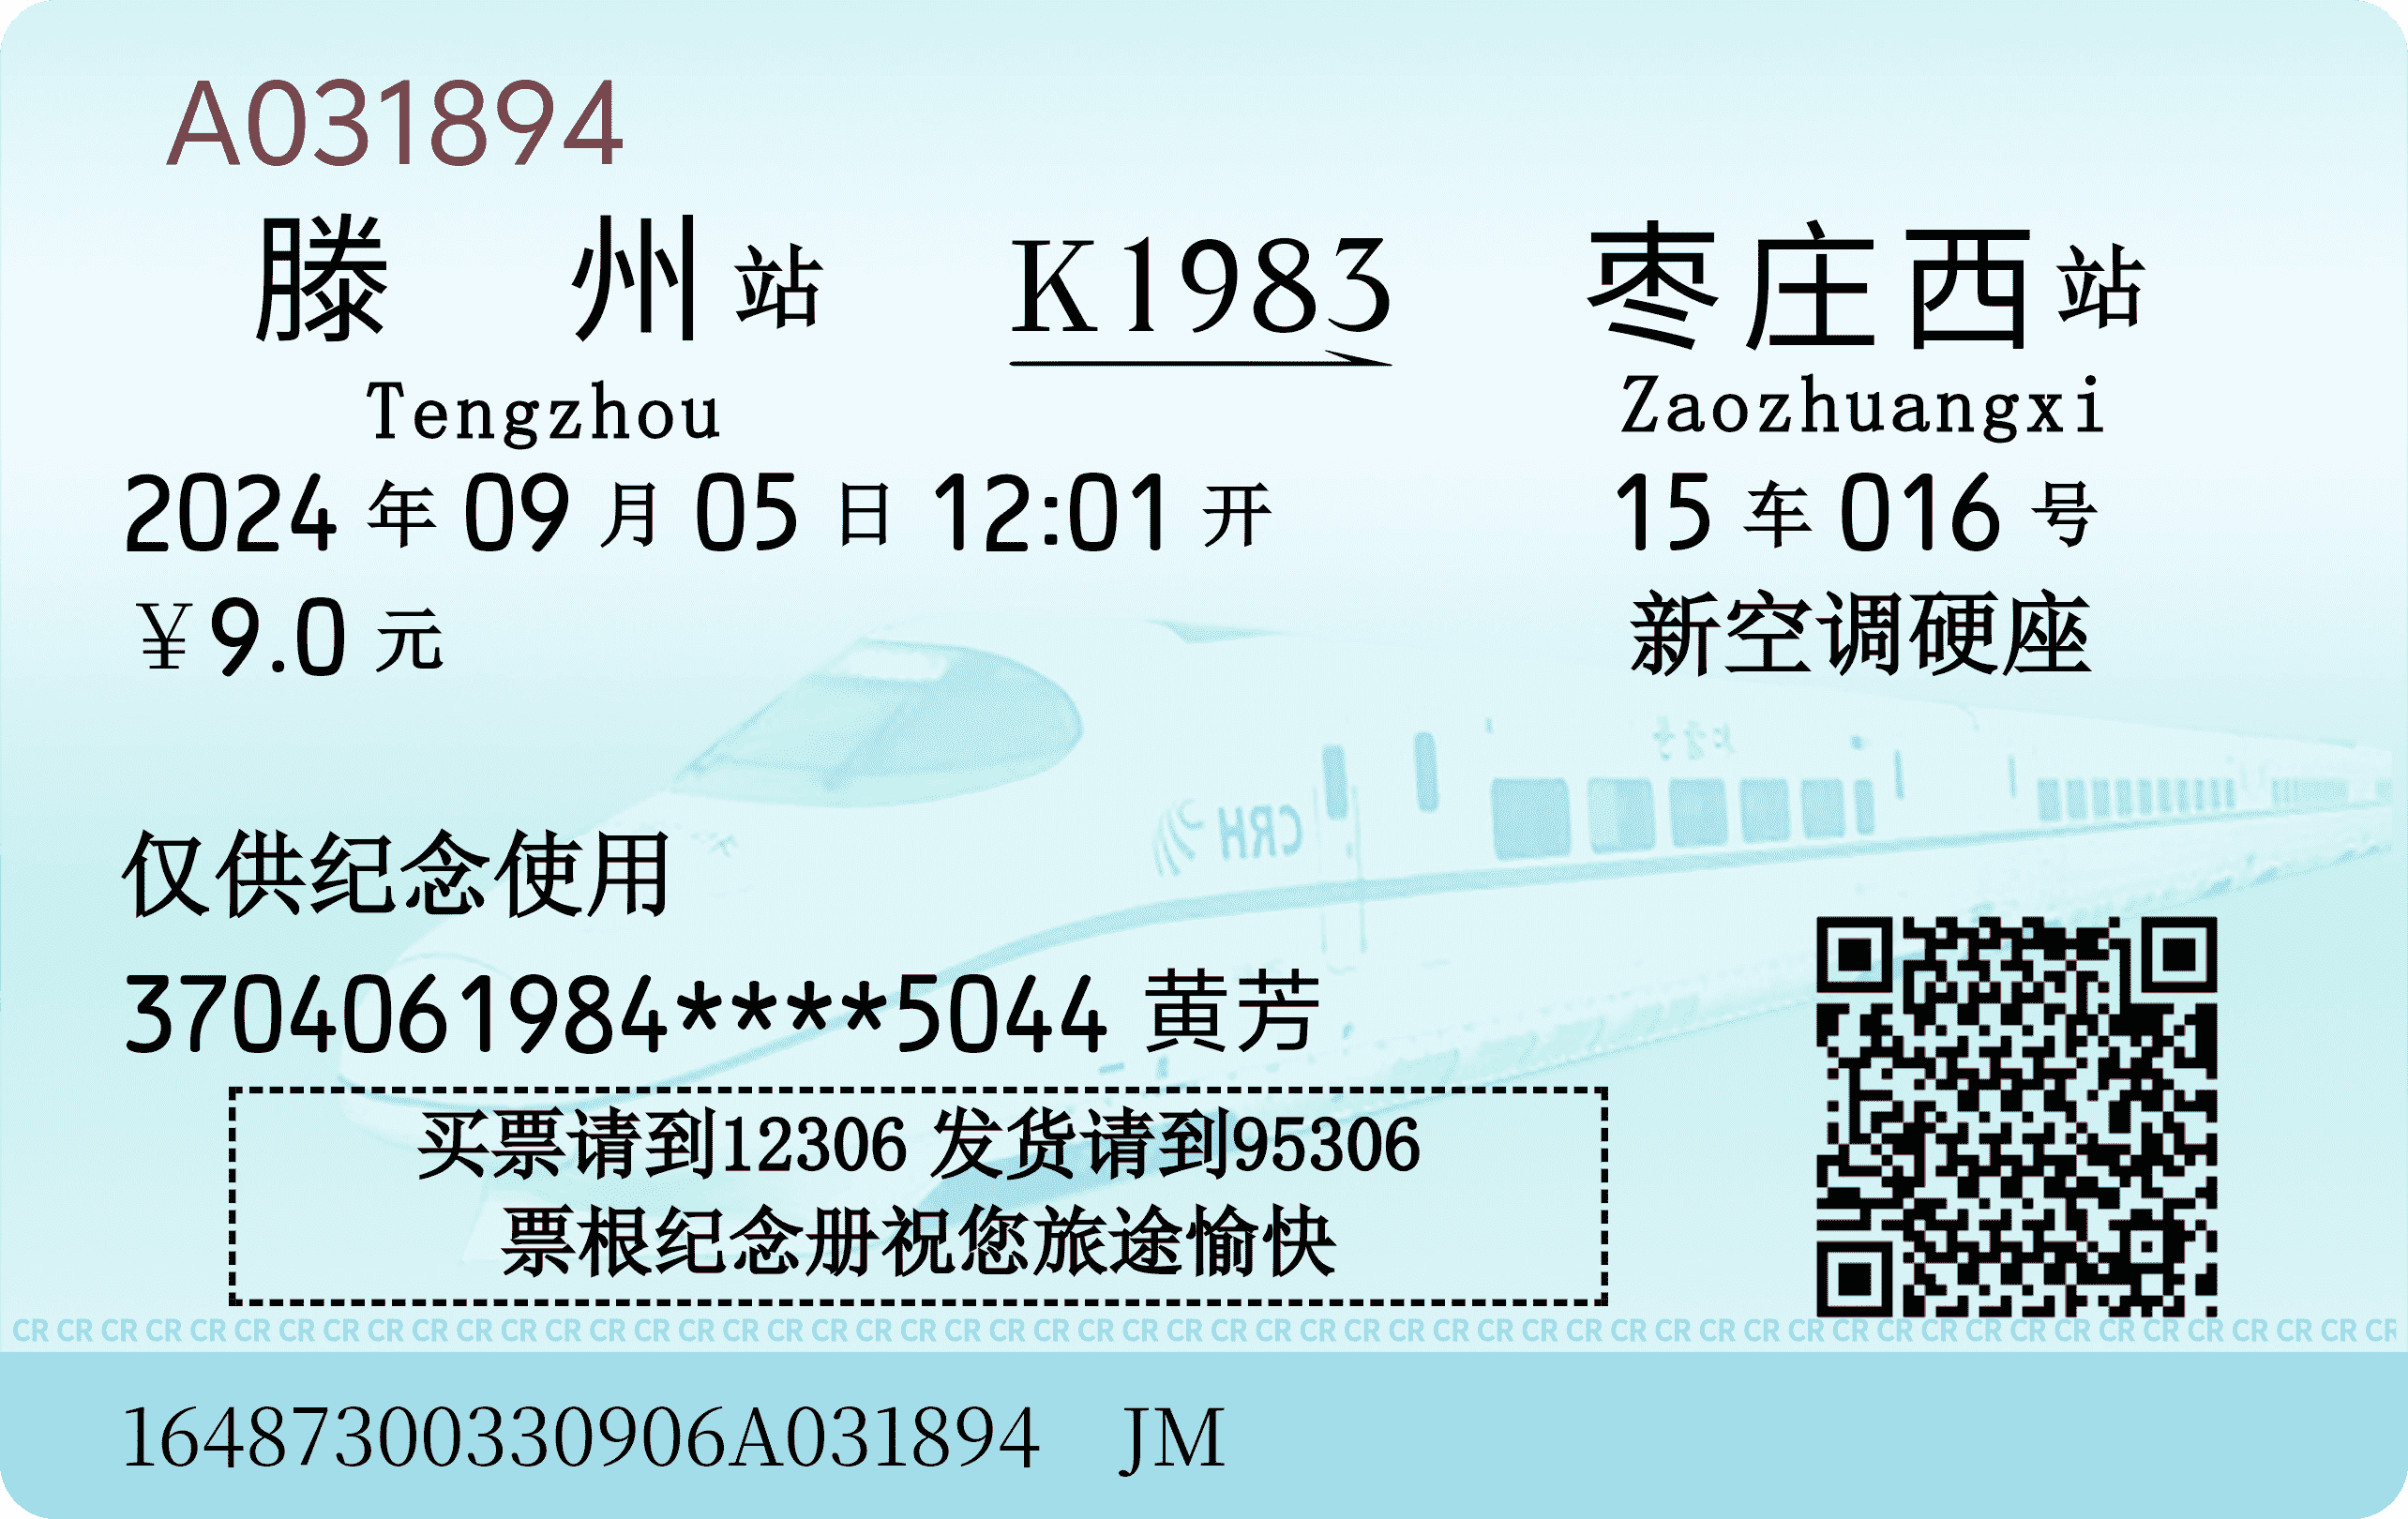 A031894
滕州站 K1983 枣庄西站
Tengzhou Zaozhuangxi
2024年09月05日12:01开 15车016号
¥9.0元 新空调硬座
CRH
仅供纪念使用
3704061984****5044 黄芳
买票请到12306 发货请到95306
票根纪念册祝您旅途愉快
CR CR CR CR CR CR CR CR CR CR CR CR CR CR CR CR CR CR CR CR CR CR CR CR CR CR CR CR CR CR CR CR CR CR CR CR CR CR CR CR CR CR CR CR CR CR CR CR CR CR CR CR CR CR
16487300330906A031894 JM